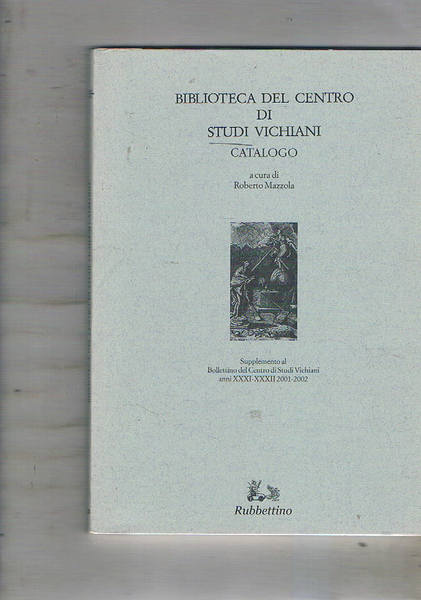 BIBLIOTECA DEL CENTRO
DI
STUDI VICHIANI
CATALOGO
a cura di
Roberto Mazzola
Supplemento al
Bollettino del Centro di Studi Vichiani
anni XXXI-XXXII 2001-2002
Rubbettino